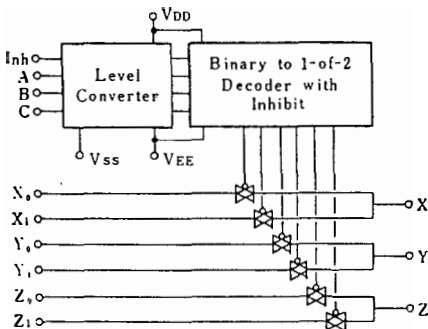 VDD
Inh
A
B
C
Level
Converter
Binary to 1-of-2
Decoder with
Inhibit
VSS
VEE
X₀
X
X₁
Y₀
Y
Y₁
Z₀
Z
Z₁